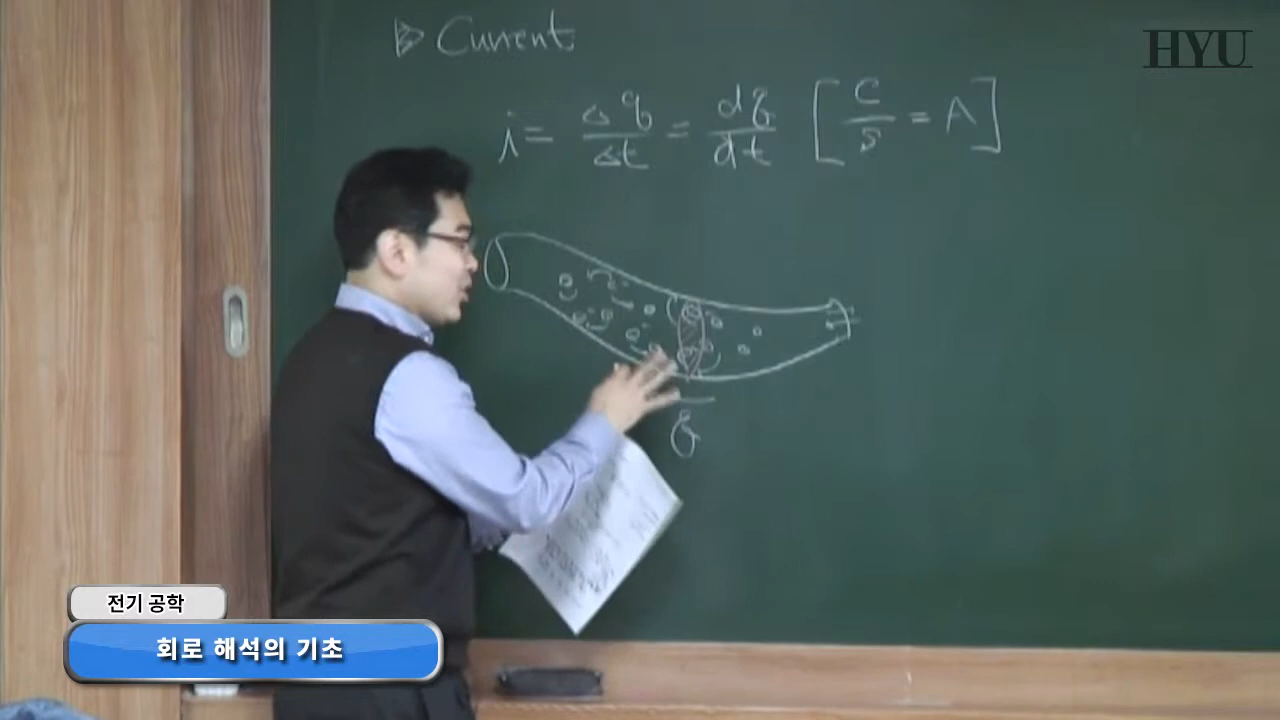 HYU
▷ Current
i = Δq/Δt = dq/dt [C/S = A]
q
전기 공학
회로 해석의 기초